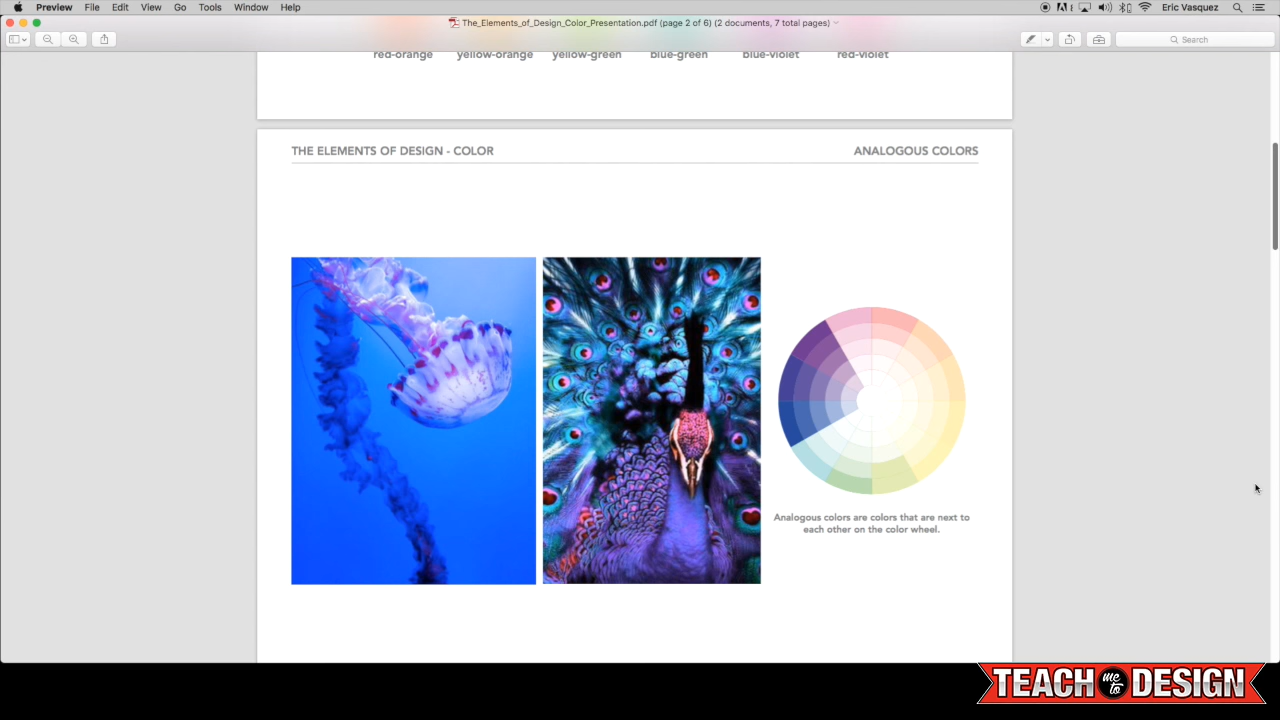 Preview File Edit View Go Tools Window Help Eric Vasquez
The_Elements_of_Design_Color_Presentation.pdf (page 2 of 6) (2 documents, 7 total pages)
Search
red-orange yellow-orange yellow-green blue-green blue-violet red-violet
THE ELEMENTS OF DESIGN - COLOR ANALOGOUS COLORS
Analogous colors are colors that are next to
each other on the color wheel.
TEACH me to DESIGN